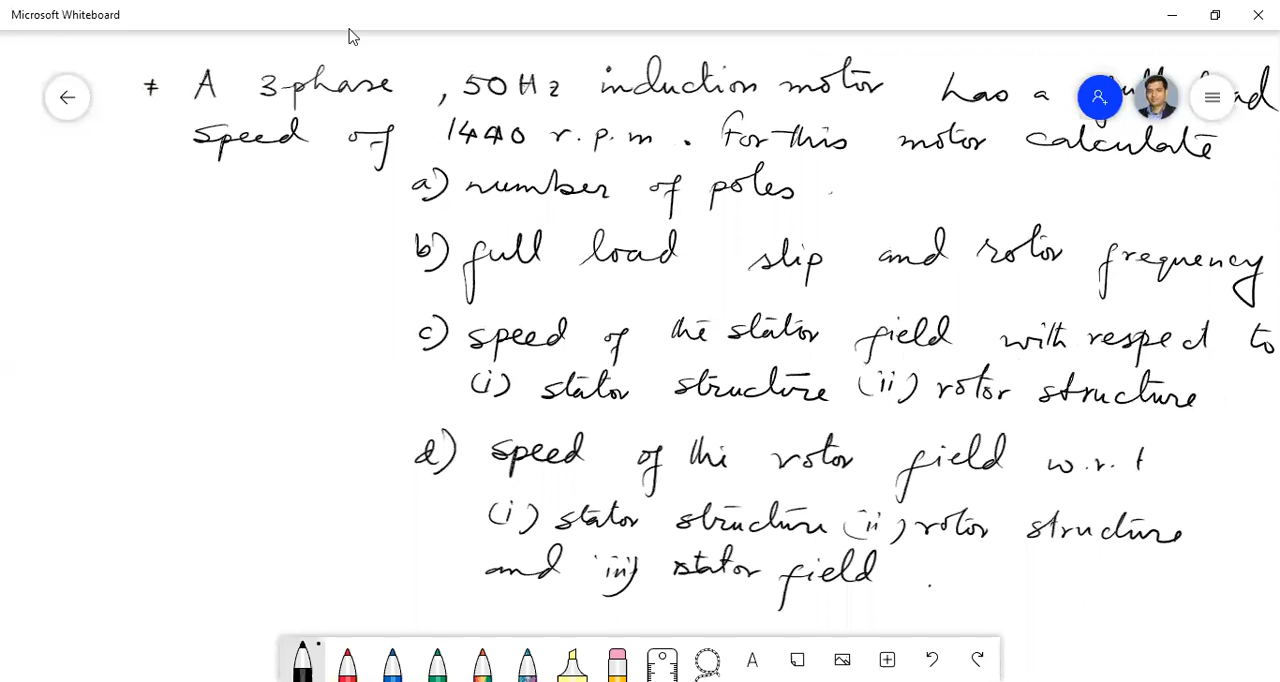 Microsoft Whiteboard
* A 3-phase , 50 Hz induction motor has a
speed of 1440 r.p.m. For this motor calculate
a) number of poles.
b) full load slip and rotor frequency
c) speed of the stator field with respect to
(i) stator structure (ii) rotor structure
d) speed of the rotor field w.r.t
(i) stator structure (ii) rotor structure
and iii) stator field.